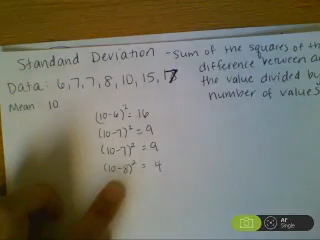 Standard Deviation - sum of the squares of
difference between
Data: 6, 7, 7, 8, 10, 15, 17
the value divided by
Mean 10
number of values
(10-6)² = 16
(10-7)² = 9
(10-7)² = 9
(10-8)² = 4
AF
Single